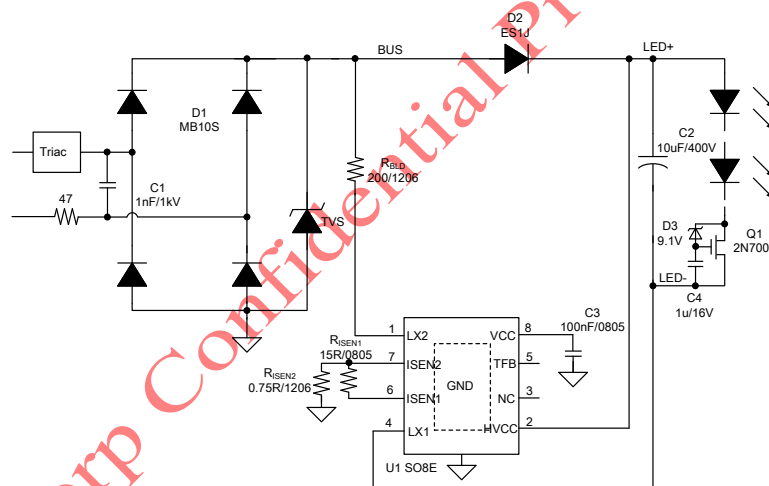 D2
ES1J
BUS
LED+
D1
MB10S
Triac
C1
1nF/1kV
47
RBLD
200/1206
TVS
C2
10uF/400V
D3
9.1V
Q1
2N700
LED-
C4
1u/16V
RISEN1
15R/0805
RISEN2
0.75R/1206
1
LX2
7
ISEN2
6
ISEN1
4
LX1
GND
VCC
8
TFB
5
NC
3
HVCC
2
C3
100nF/0805
U1 SO8E
orp Confidential Pr